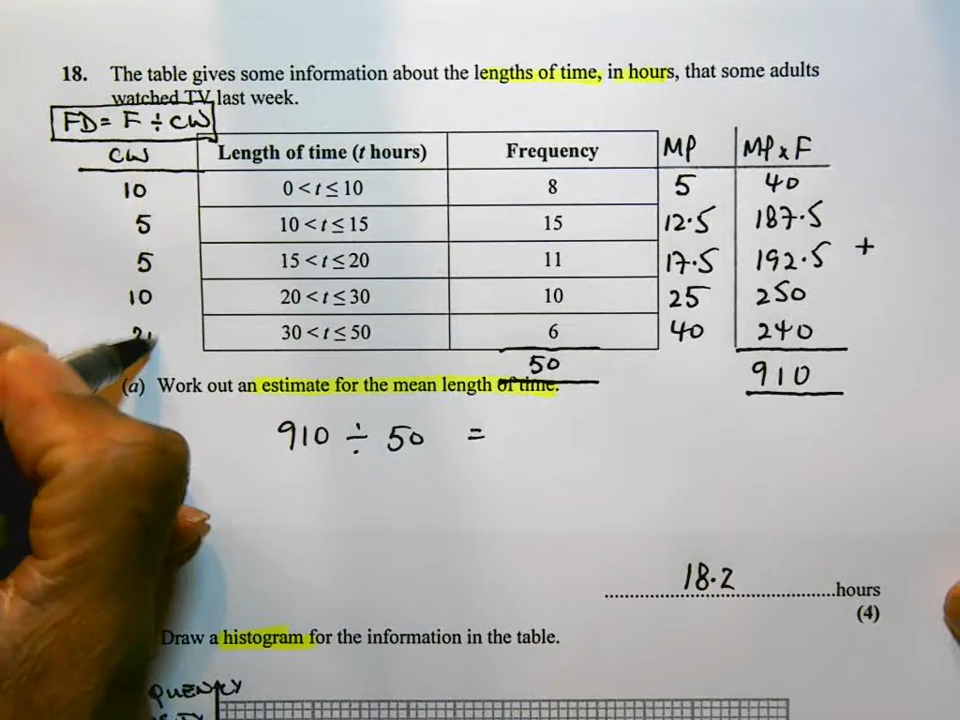 18. The table gives some information about the lengths of time, in hours, that some adults
watched TV last week.
FD = F ÷ CW
CW Length of time (t hours) Frequency MP MP x F
10 0 < t ≤ 10 8 5 40
5 10 < t ≤ 15 15 12.5 187.5
5 15 < t ≤ 20 11 17.5 192.5 +
10 20 < t ≤ 30 10 25 250
30 < t ≤ 50 6 40 240
50 910
(a) Work out an estimate for the mean length of time.
910 ÷ 50 =
18.2 hours
(4)
Draw a histogram for the information in the table.